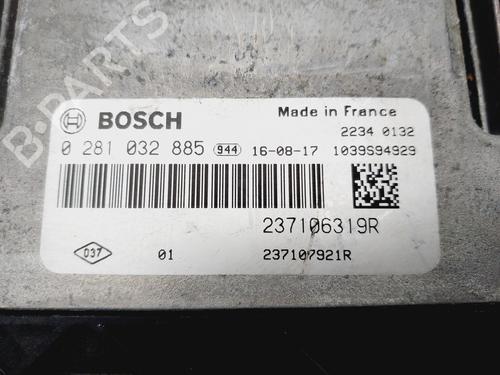 BOSCH
Made in France
2234 0132
0 281 032 885 944 16-08-17 1039S94929
237106319R
D37 01 237107921R
B-PARTS